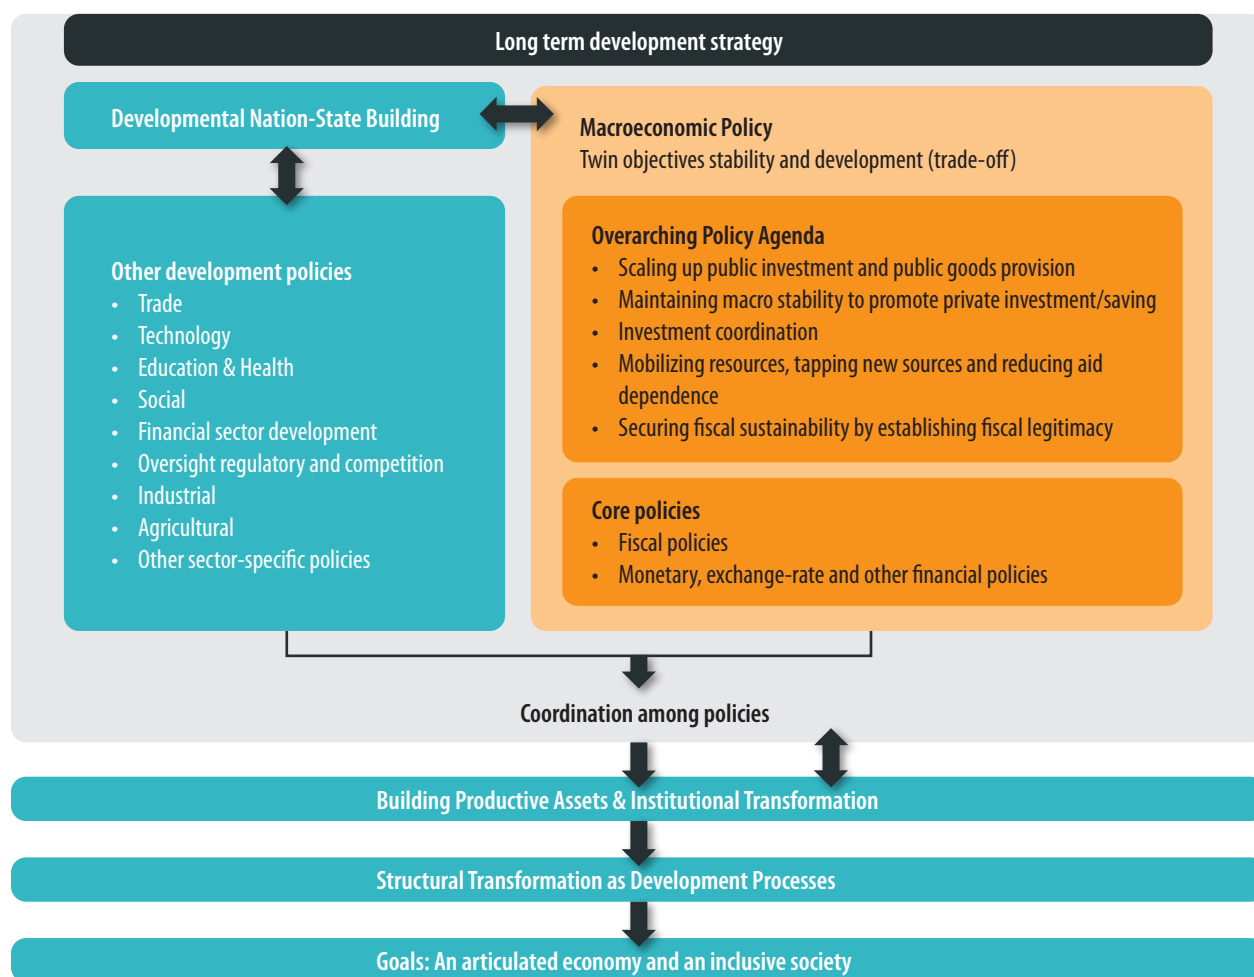 Long term development strategy
Developmental Nation-State Building
Other development policies
• Trade
• Technology
• Education & Health
• Social
• Financial sector development
• Oversight regulatory and competition
• Industrial
• Agricultural
• Other sector-specific policies
Macroeconomic Policy
Twin objectives stability and development (trade-off)
Overarching Policy Agenda
• Scaling up public investment and public goods provision
• Maintaining macro stability to promote private investment/saving
• Investment coordination
• Mobilizing resources, tapping new sources and reducing aid
dependence
• Securing fiscal sustainability by establishing fiscal legitimacy
Core policies
• Fiscal policies
• Monetary, exchange-rate and other financial policies
Coordination among policies
Building Productive Assets & Institutional Transformation
Structural Transformation as Development Processes
Goals: An articulated economy and an inclusive society